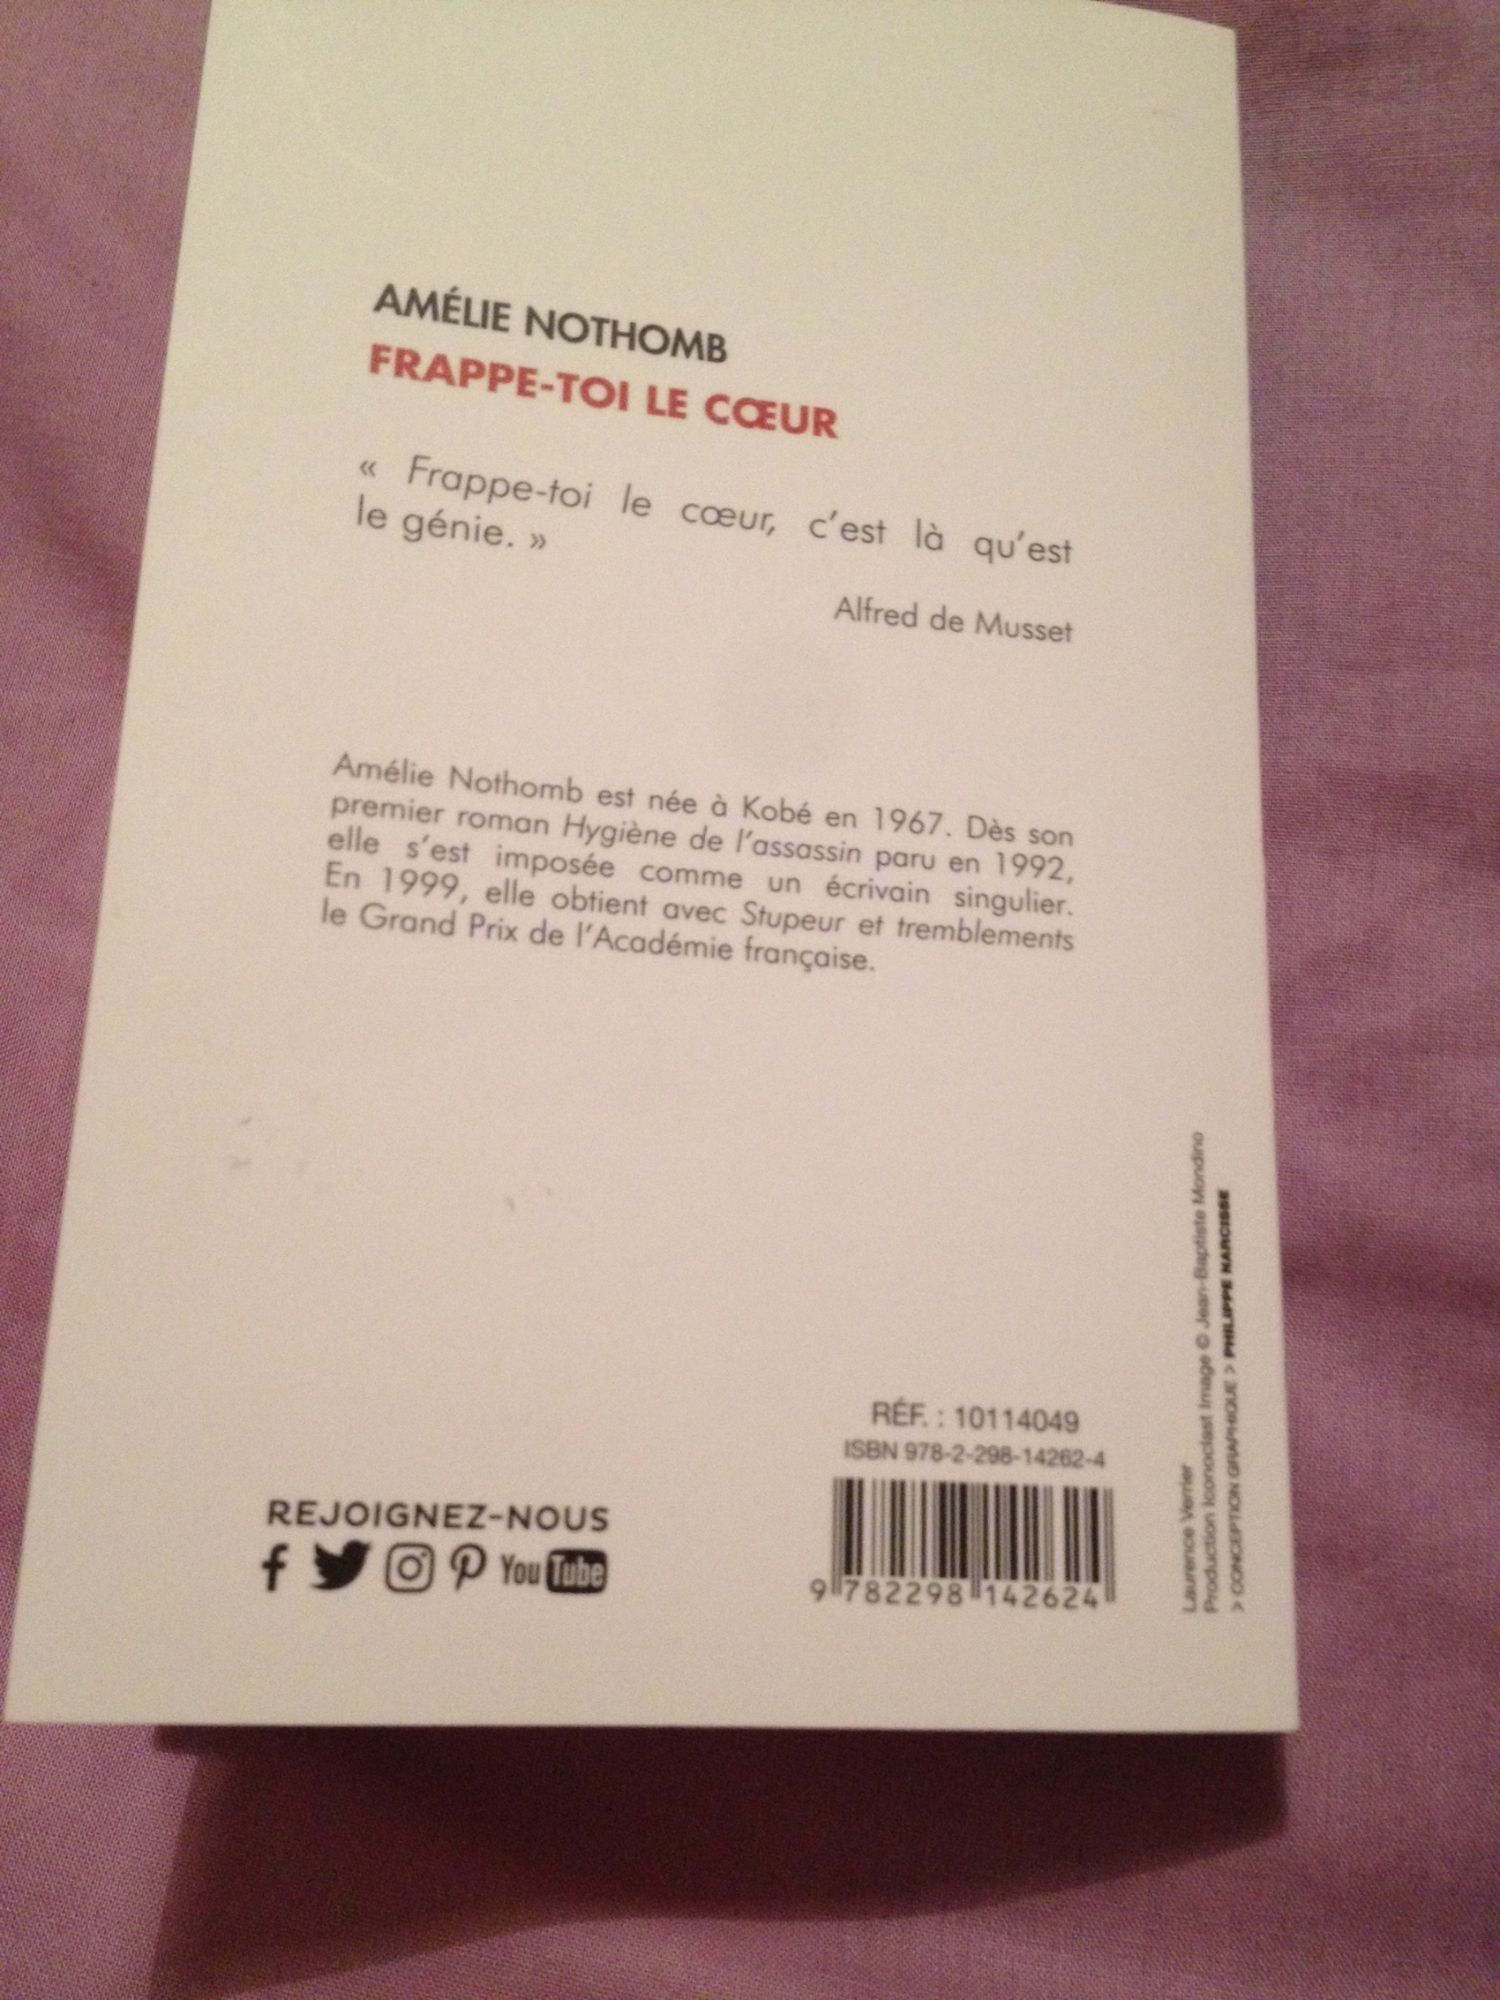 AMÉLIE NOTHOMB
FRAPPE-TOI LE CŒUR
« Frappe-toi le cœur, c'est là qu'est
le génie. »
Alfred de Musset
Amélie Nothomb est née à Kobé en 1967. Dès son
premier roman Hygiène de l'assassin paru en 1992,
elle s'est imposée comme un écrivain singulier.
En 1999, elle obtient avec Stupeur et tremblements
le Grand Prix de l'Académie française.
RÉF. : 10114049
ISBN 978-2-298-14262-4
9 782298 142624
REJOIGNEZ-NOUS
You Tube
Laurence Verrier
Production Iconoclast Image © Jean-Baptiste Mondino
> CONCEPTION GRAPHIQUE > PHILIPPE NARCISSE